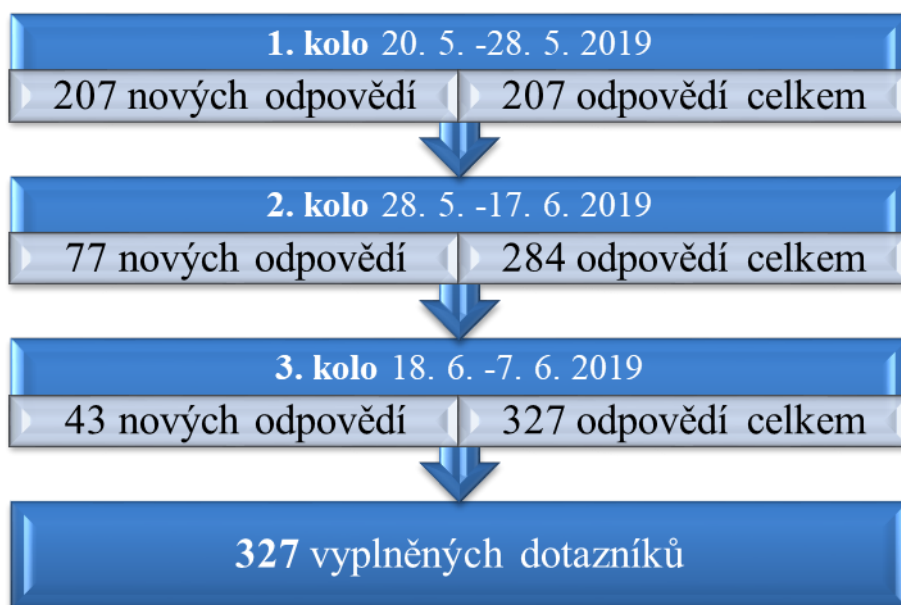 1. kolo 20. 5. -28. 5. 2019
207 nových odpovědí 207 odpovědí celkem
2. kolo 28. 5. -17. 6. 2019
77 nových odpovědí 284 odpovědí celkem
3. kolo 18. 6. -7. 6. 2019
43 nových odpovědí 327 odpovědí celkem
327 vyplněných dotazníků